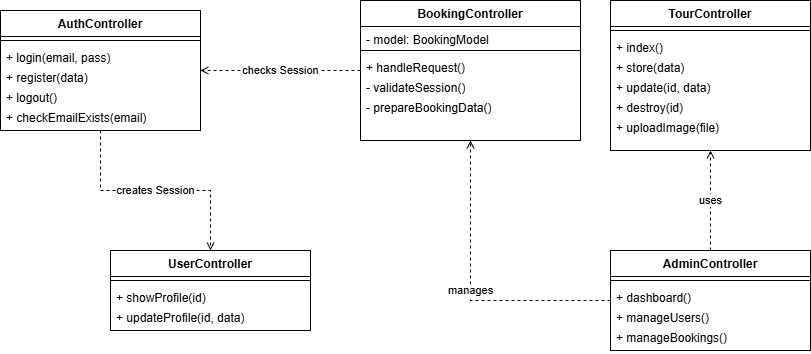 AuthController
+ login(email, pass)
+ register(data)
+ logout()
+ checkEmailExists(email)
checks Session
BookingController
- model: BookingModel
+ handleRequest()
- validateSession()
- prepareBookingData()
TourController
+ index()
+ store(data)
+ update(id, data)
+ destroy(id)
+ uploadImage(file)
creates Session
uses
UserController
+ showProfile(id)
+ updateProfile(id, data)
manages
AdminController
+ dashboard()
+ manageUsers()
+ manageBookings()